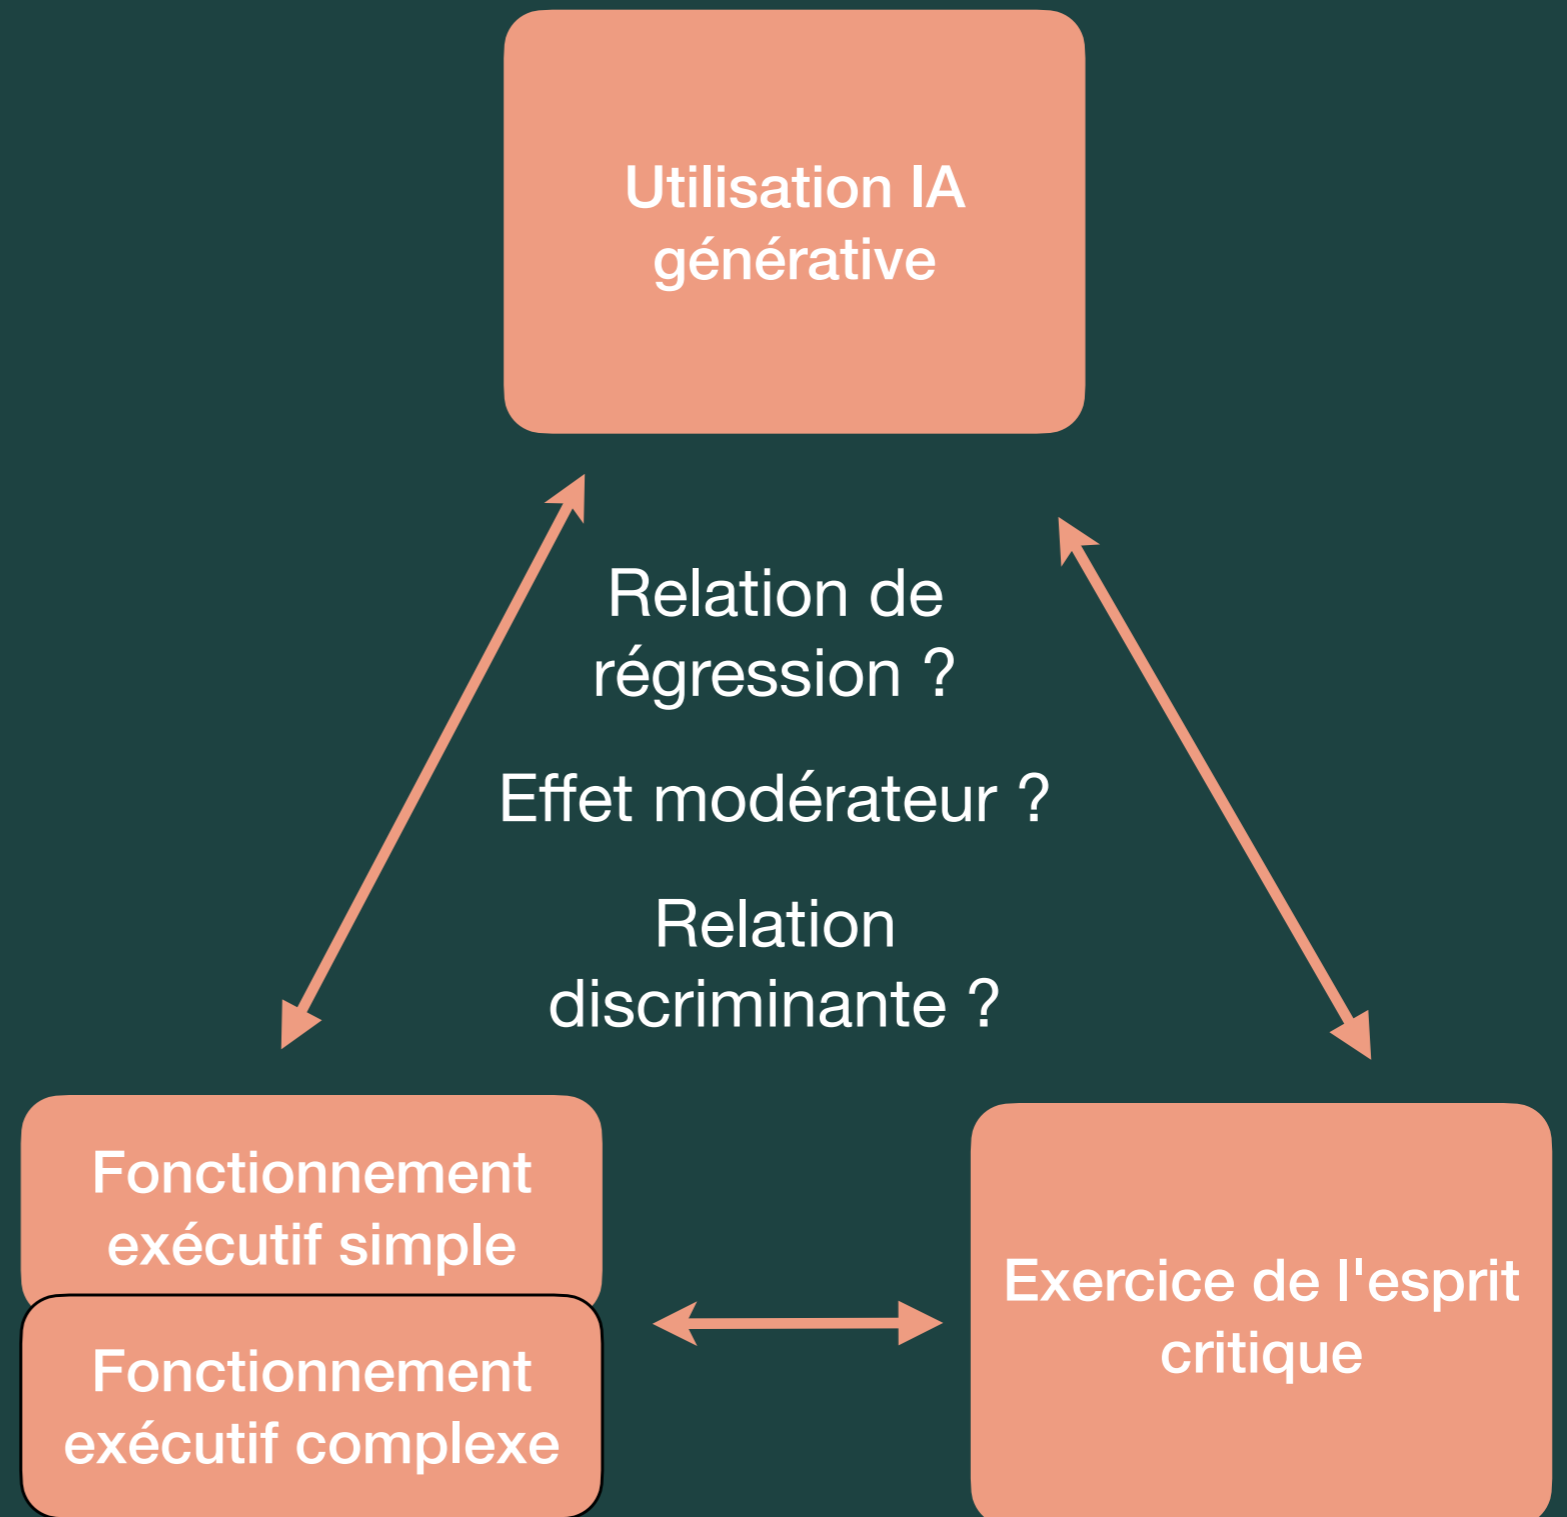 Utilisation IA
générative
Relation de
régression ?
Effet modérateur ?
Relation
discriminante ?
Fonctionnement
exécutif simple
Fonctionnement
exécutif complexe
Exercice de l'esprit
critique